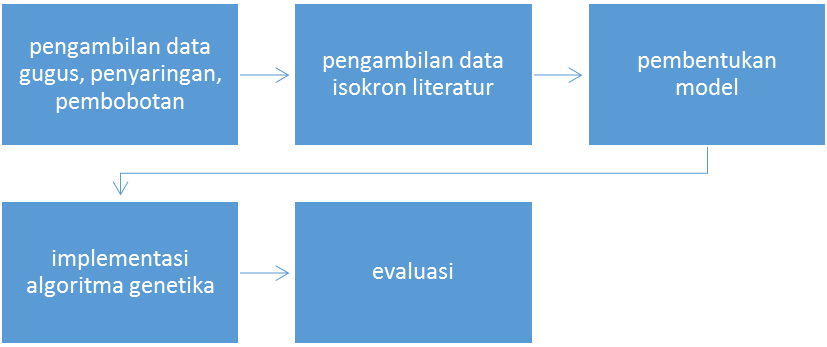 pengambilan data
gugus, penyaringan,
pembobotan
pengambilan data
isokron literatur
pembentukan
model
implementasi
algoritma genetika
evaluasi